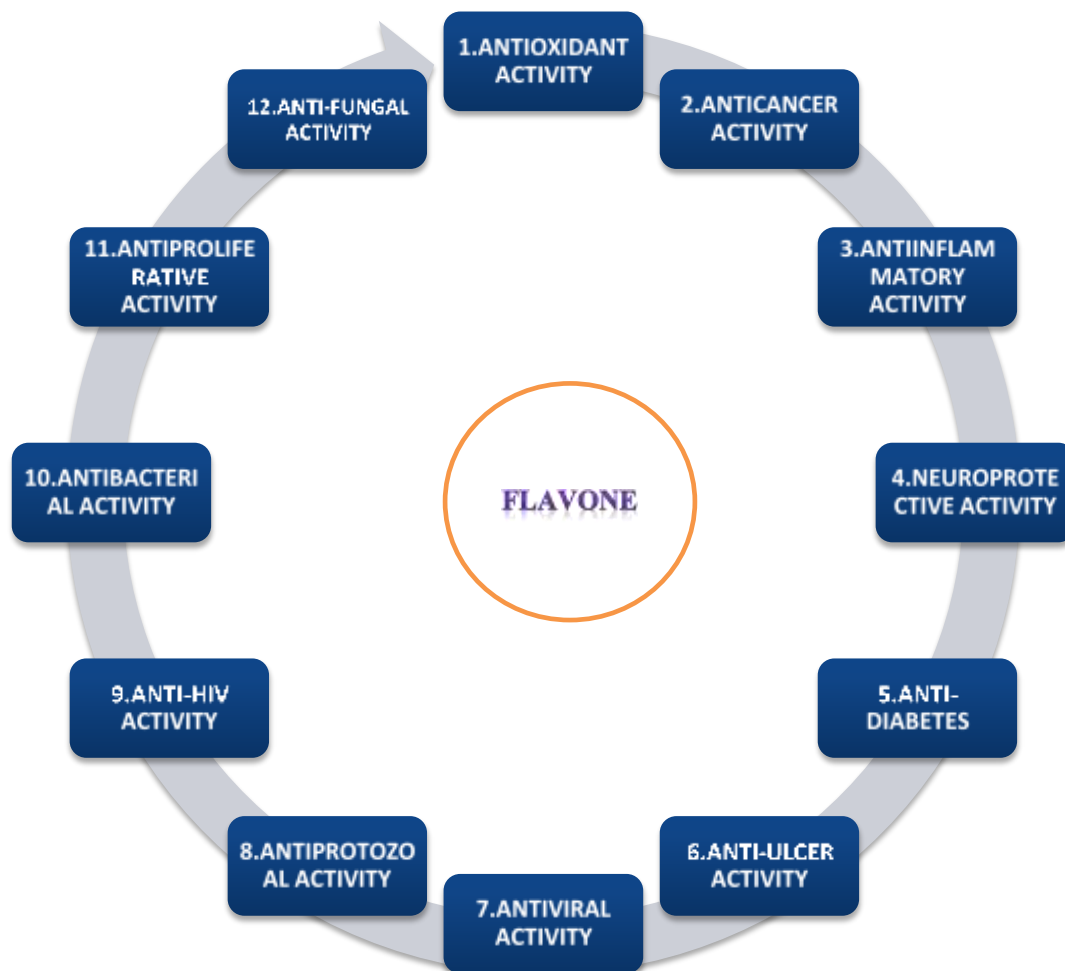 1.ANTIOXIDANT
ACTIVITY
2.ANTICANCER
ACTIVITY
3.ANTIINFLAM
MATORY
ACTIVITY
4.NEUROPROTE
CTIVE ACTIVITY
5.ANTI-
DIABETES
6.ANTI-ULCER
ACTIVITY
7.ANTIVIRAL
ACTIVITY
8.ANTIPROTOZO
AL ACTIVITY
9.ANTI-HIV
ACTIVITY
10.ANTIBACTERI
AL ACTIVITY
11.ANTIPROLIFE
RATIVE
ACTIVITY
12.ANTI-FUNGAL
ACTIVITY
FLAVONE